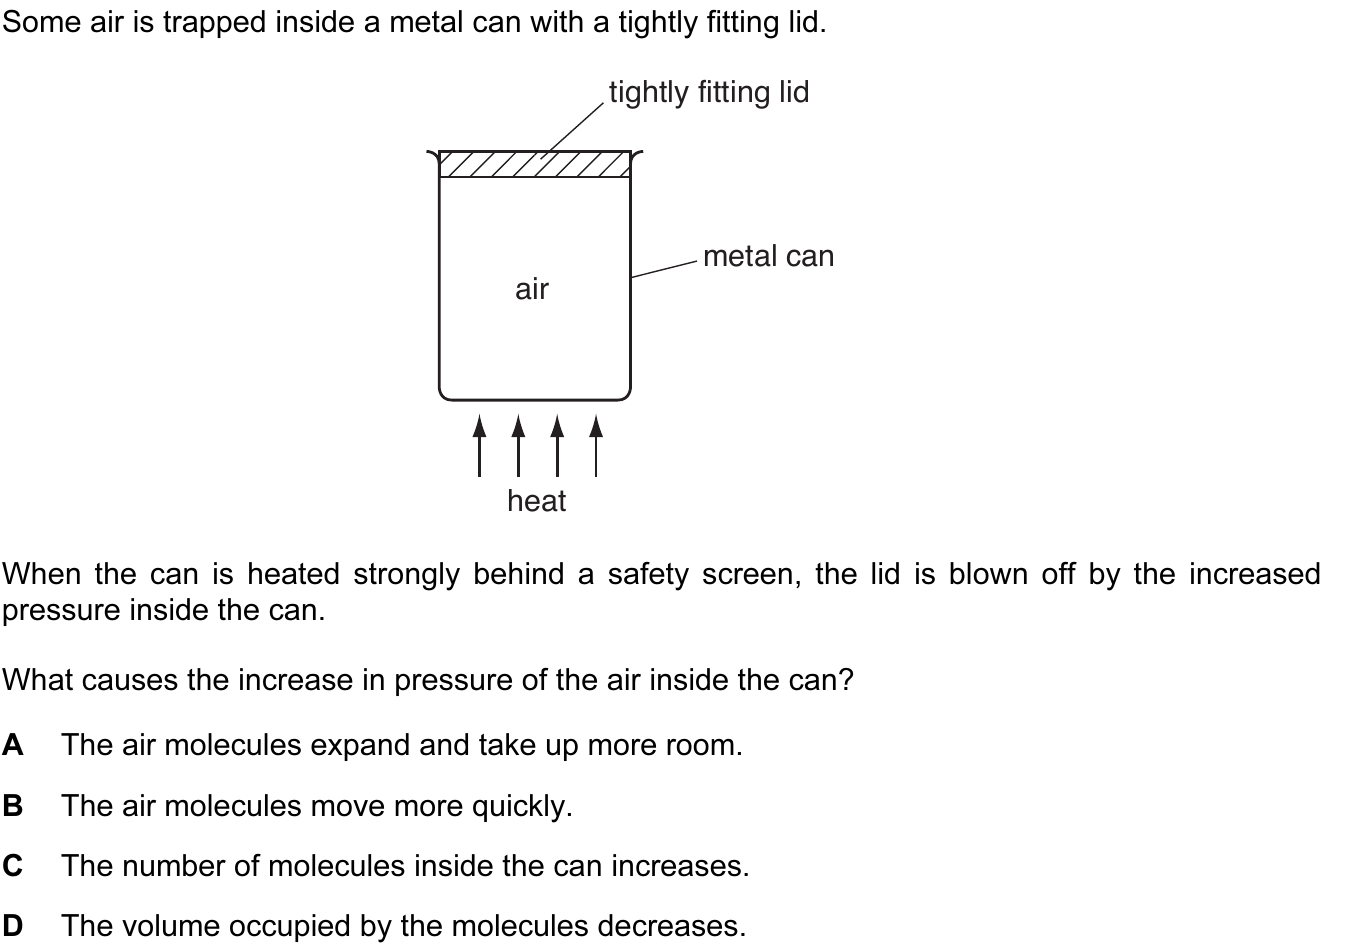 Some air is trapped inside a metal can with a tightly fitting lid.
tightly fitting lid
metal can
air
heat
When the can is heated strongly behind a safety screen, the lid is blown off by the increased
pressure inside the can.
What causes the increase in pressure of the air inside the can?
A The air molecules expand and take up more room.
B The air molecules move more quickly.
C The number of molecules inside the can increases.
D The volume occupied by the molecules decreases.